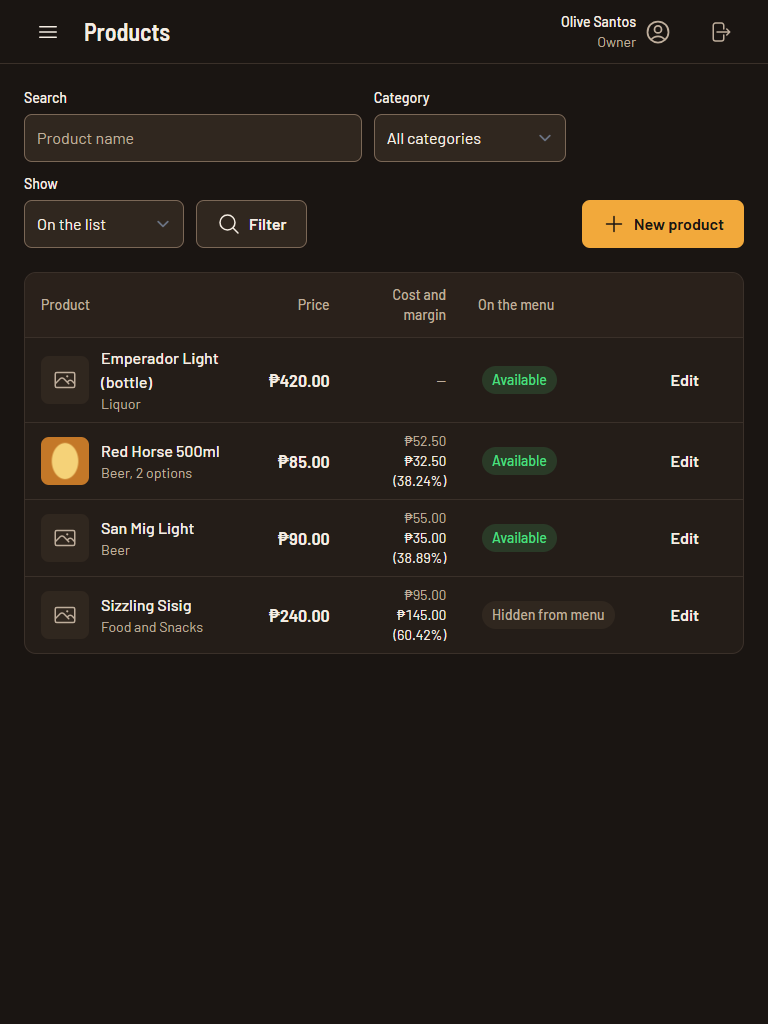 Products
Olive Santos
Owner
Search
Category
Product name
All categories
Show
On the list
Filter
New product
Product
Price
Cost and
margin
On the menu
Emperador Light
(bottle)
Liquor
₱420.00
—
Available
Edit
Red Horse 500ml
Beer, 2 options
₱85.00
₱52.50
₱32.50
(38.24%)
Available
Edit
San Mig Light
Beer
₱90.00
₱55.00
₱35.00
(38.89%)
Available
Edit
Sizzling Sisig
Food and Snacks
₱240.00
₱95.00
₱145.00
(60.42%)
Hidden from menu
Edit